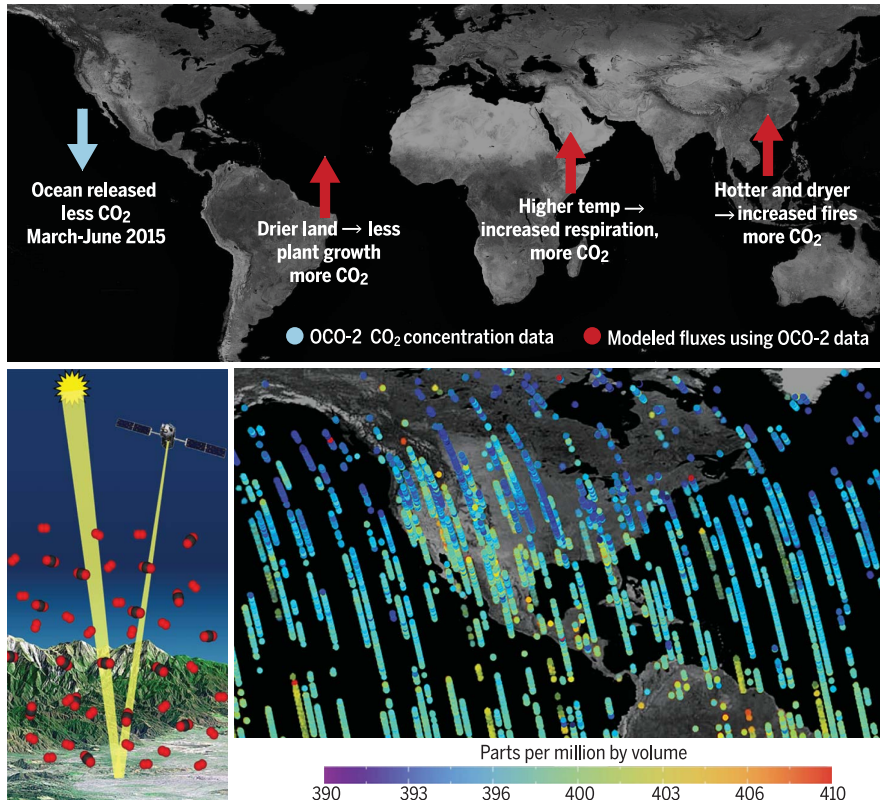 Ocean released
less CO₂
March-June 2015
Drier land → less
plant growth
more CO₂
Higher temp →
increased respiration,
more CO₂
Hotter and dryer
→ increased fires
more CO₂
OCO-2 CO₂ concentration data
Modeled fluxes using OCO-2 data
Parts per million by volume
390 393 396 400 403 406 410